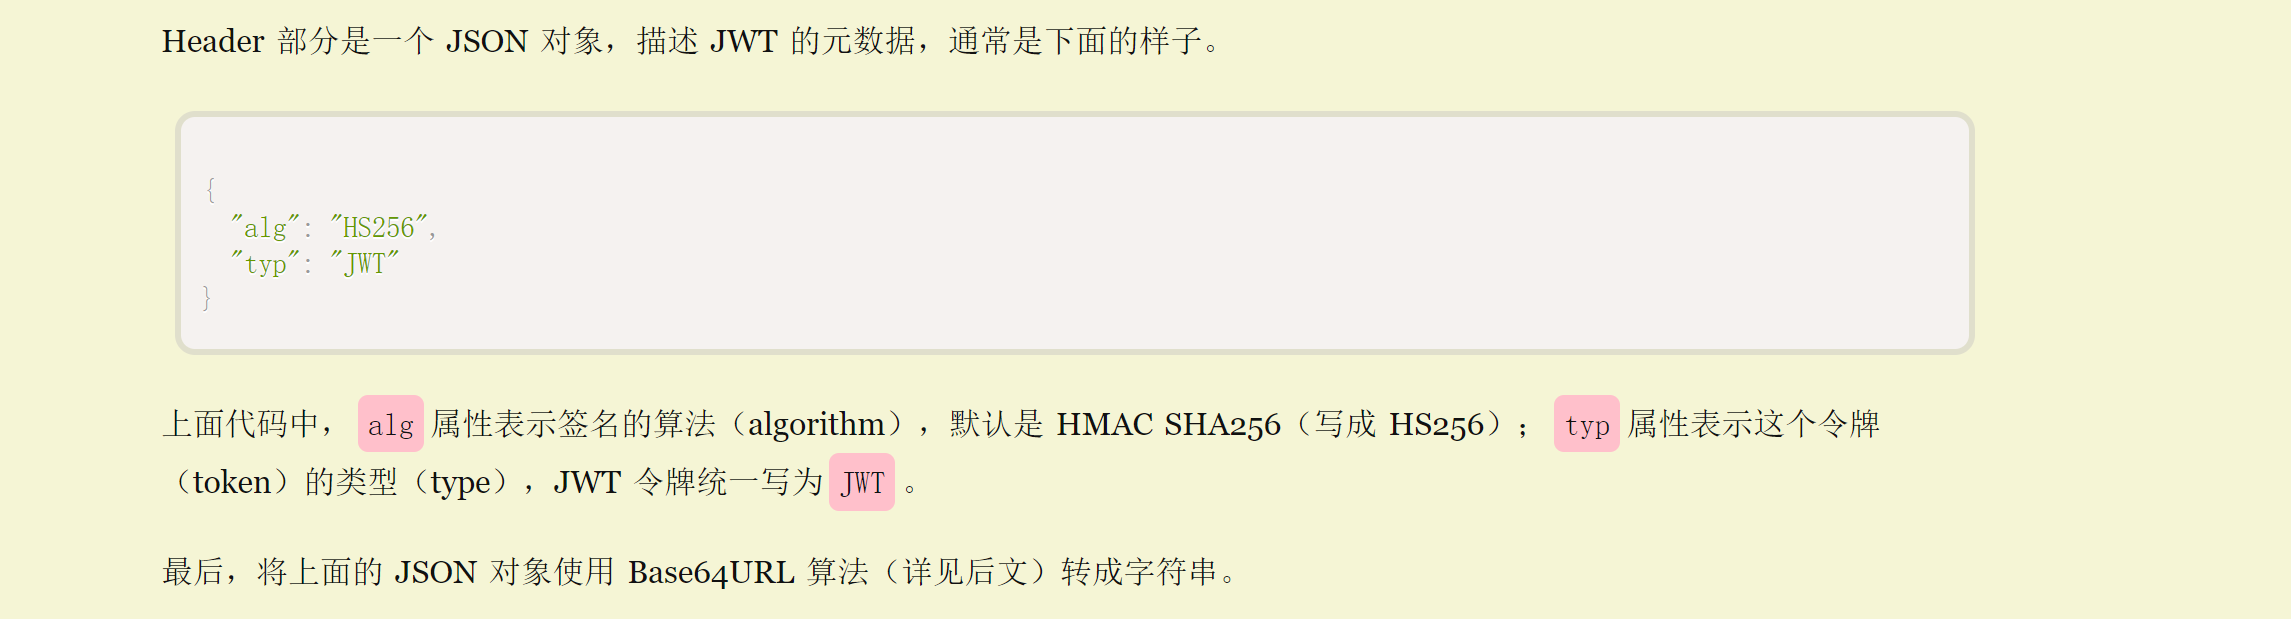 Header 部分是一个 JSON 对象，描述 JWT 的元数据，通常是下面的样子。
{
  "alg": "HS256",
  "typ": "JWT"
}
上面代码中， alg 属性表示签名的算法（algorithm），默认是 HMAC SHA256（写成 HS256）； typ 属性表示这个令牌
（token）的类型（type），JWT 令牌统一写为 JWT 。
最后，将上面的 JSON 对象使用 Base64URL 算法（详见后文）转成字符串。